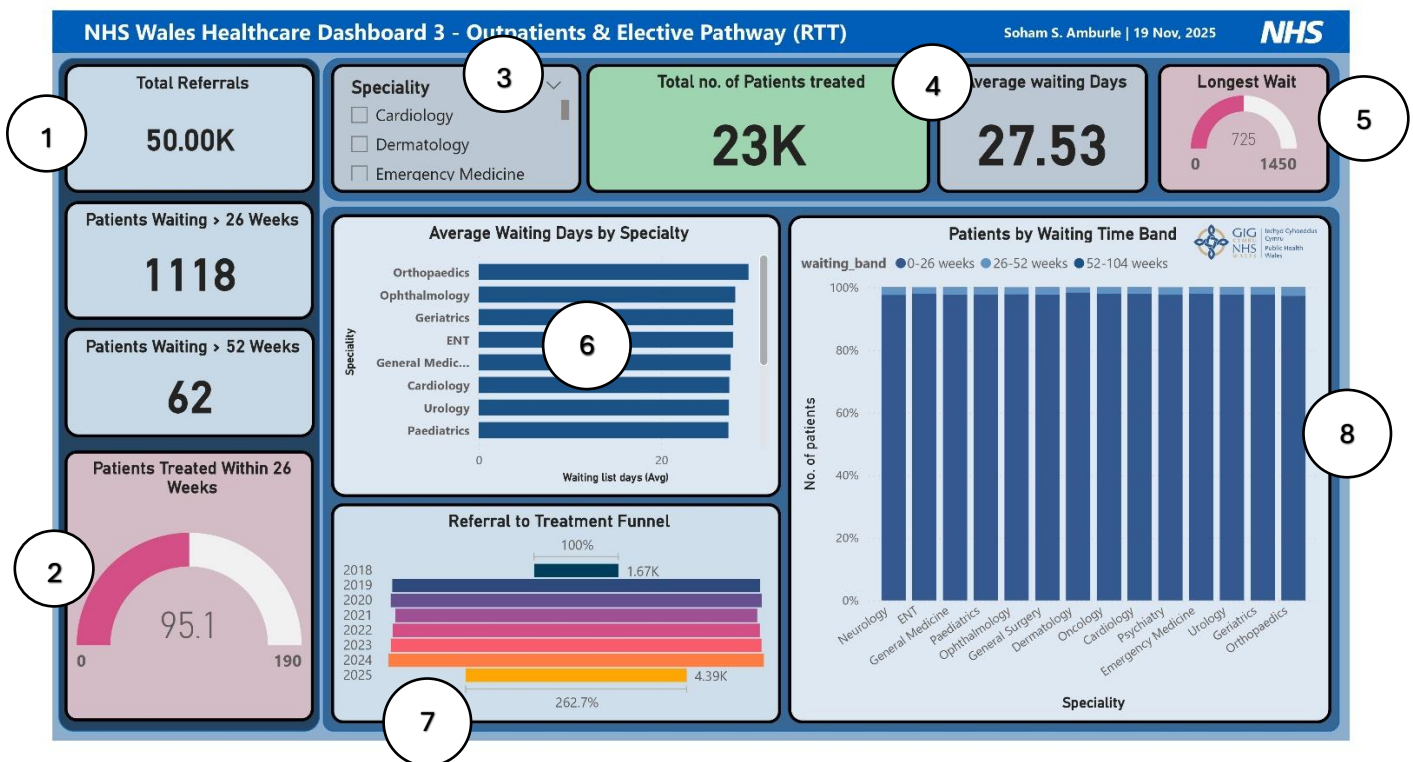 NHS Wales Healthcare Dashboard 3 - Outpatients & Elective Pathway (RTT)
Soham S. Amburle | 19 Nov, 2025
NHS
1
Total Referrals
50.00K
Patients Waiting > 26 Weeks
1118
Patients Waiting > 52 Weeks
62
2
Patients Treated Within 26
Weeks
95.1
0
190
3
Speciality
Cardiology
Dermatology
Emergency Medicine
Total no. of Patients treated
23K
4
Average waiting Days
27.53
5
Longest Wait
725
0
1450
6
Average Waiting Days by Specialty
Speciality
Orthopaedics
Ophthalmology
Geriatrics
ENT
General Medic...
Cardiology
Urology
Paediatrics
0
20
Waiting list days (Avg)
7
Referral to Treatment Funnel
100%
2018
1.67K
2019
2020
2021
2022
2023
2024
2025
4.39K
262.7%
8
Patients by Waiting Time Band
GIG
CYMRU
NHS
WALES
Iechyd Cyhoeddus
Cymru
Public Health
Wales
waiting_band
0-26 weeks
26-52 weeks
52-104 weeks
No. of patients
100%
80%
60%
40%
20%
0%
Neurology
ENT
General Medicine
Paediatrics
Ophthalmology
General Surgery
Dermatology
Oncology
Cardiology
Psychiatry
Emergency Medicine
Urology
Geriatrics
Orthopaedics
Speciality